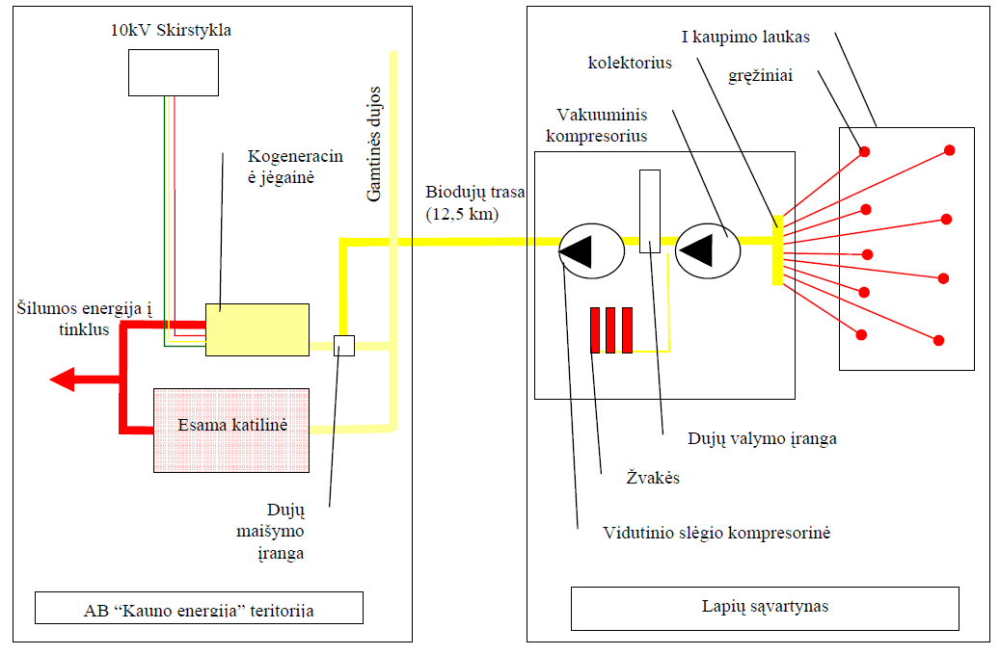 10kV Skirstykla
Gamtinės dujos
Kogeneracin
ė jėgainė
Šilumos energija į
tinklus
Esama katilinė
Dujų
maišymo
įranga
AB “Kauno energija” teritorija
Biodujų trasa
(12,5 km)
I kaupimo laukas
kolektorius
gręžiniai
Vakuuminis
kompresorius
Dujų valymo įranga
Žvakės
Vidutinio slėgio kompresorinė
Lapių sąvartynas